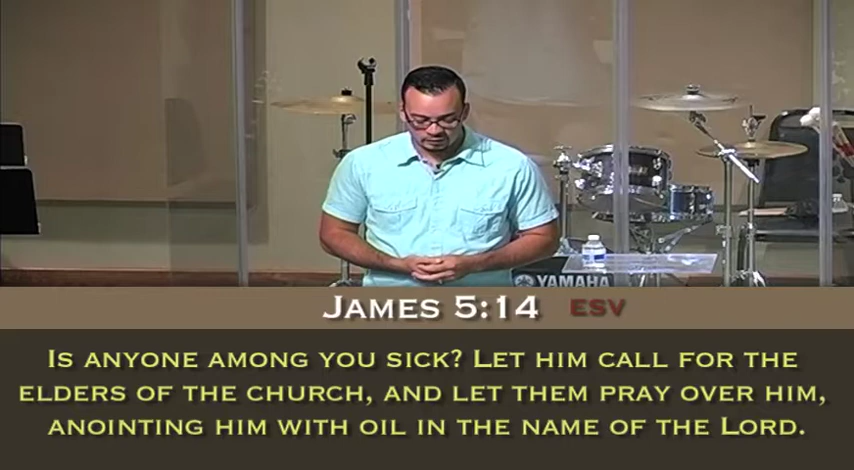 YAMAHA
James 5:14 ESV
Is anyone among you sick? Let him call for the
elders of the church, and let them pray over him,
anointing him with oil in the name of the Lord.